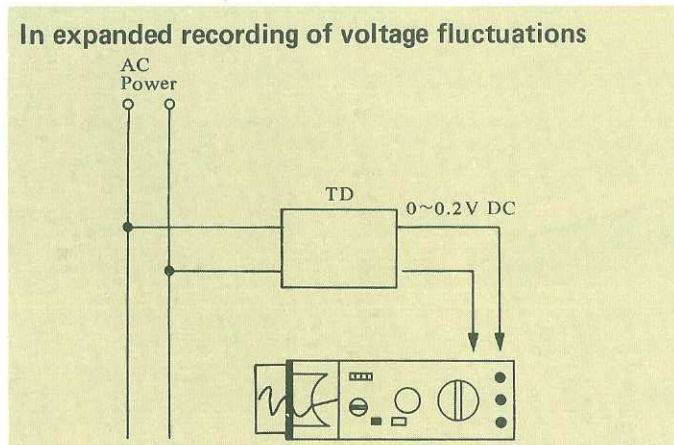 In expanded recording of voltage fluctuations
AC
Power
TD
0~0.2V DC